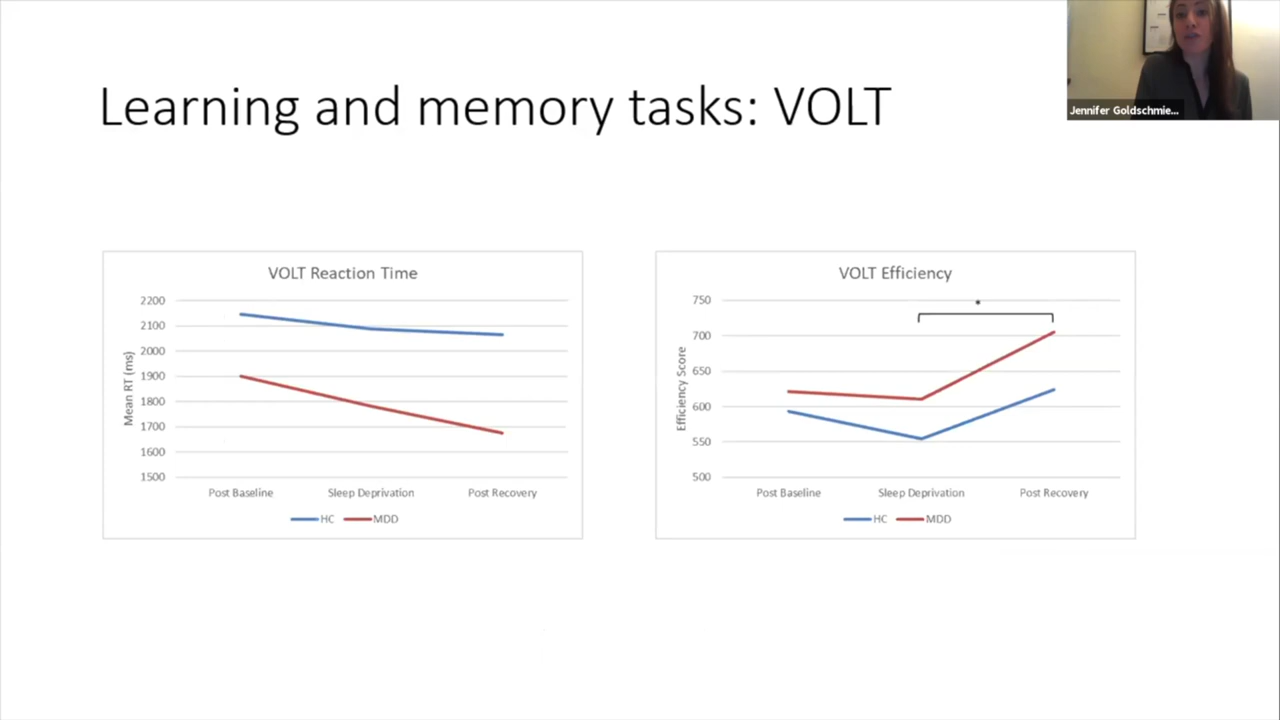 Learning and memory tasks: VOLT
Jennifer Goldschmie...
VOLT Reaction Time
2200
2100
2000
1900
1800
1700
1600
1500
Mean RT (ms)
Post Baseline Sleep Deprivation Post Recovery
HC MDD
VOLT Efficiency
*
750
700
650
600
550
500
Efficiency Score
Post Baseline Sleep Deprivation Post Recovery
HC MDD